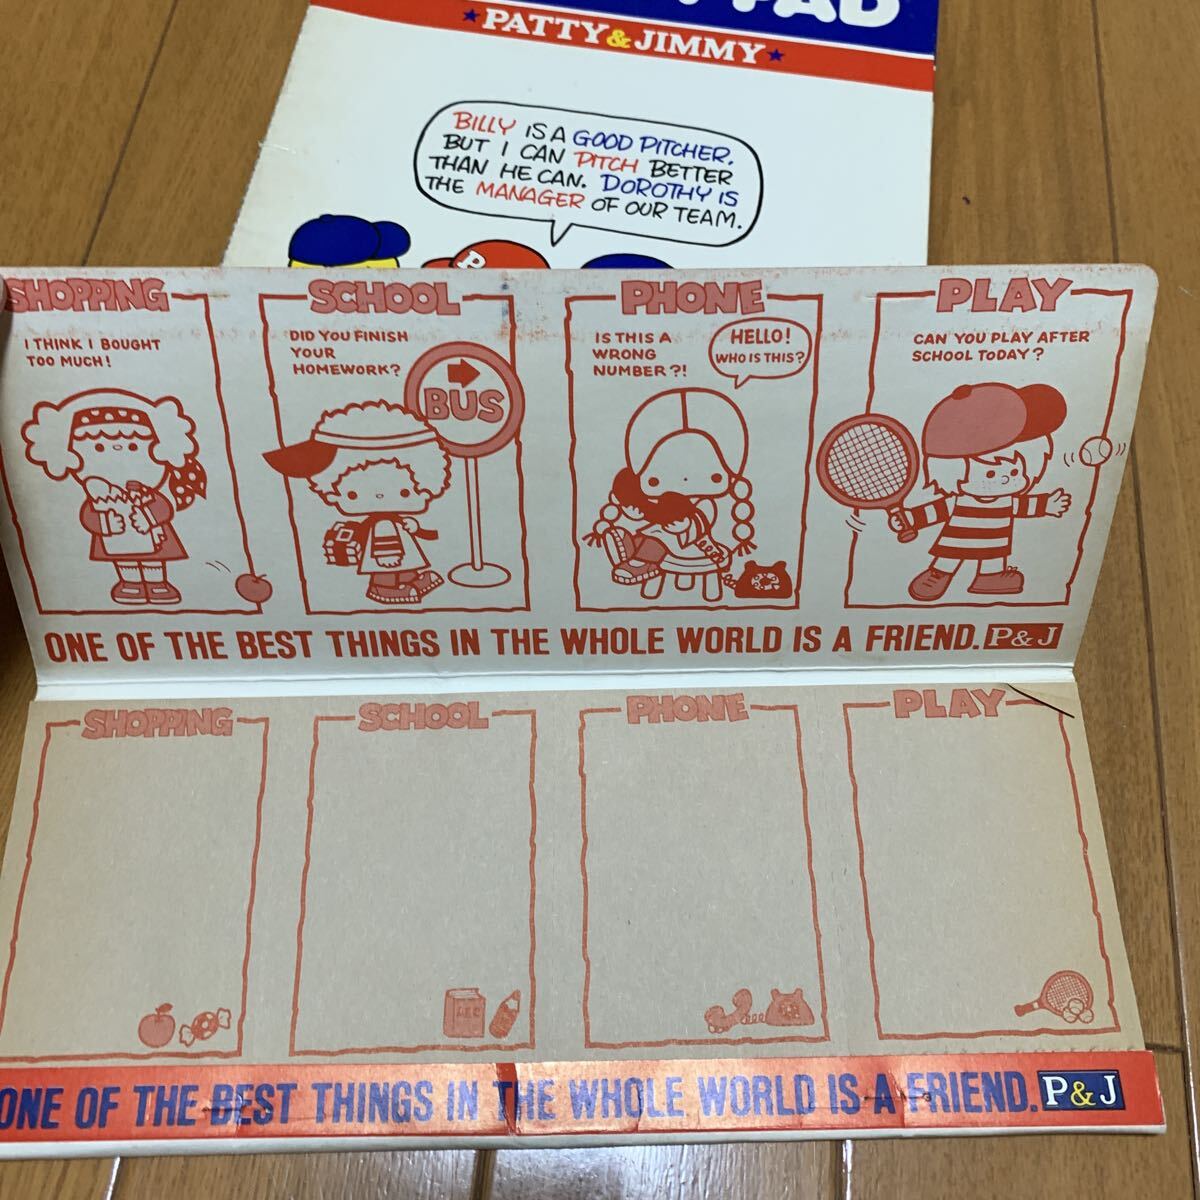 PAD
★PATTY&JIMMY★
BILLY IS A GOOD PITCHER.
BUT I CAN PITCH BETTER
THAN HE CAN. DOROTHY IS
THE MANAGER OF OUR TEAM.
P
SHOPPING
I THINK I BOUGHT
TOO MUCH!
SCHOOL
DID YOU FINISH
YOUR
HOMEWORK?
BUS
PHONE
IS THIS A
WRONG
NUMBER?!
HELLO!
WHO IS THIS?
PLAY
CAN YOU PLAY AFTER
SCHOOL TODAY?
ONE OF THE BEST THINGS IN THE WHOLE WORLD IS A FRIEND. P&J
SHOPPING
SCHOOL
PHONE
PLAY
ONE OF THE BEST THINGS IN THE WHOLE WORLD IS A FRIEND. P&J